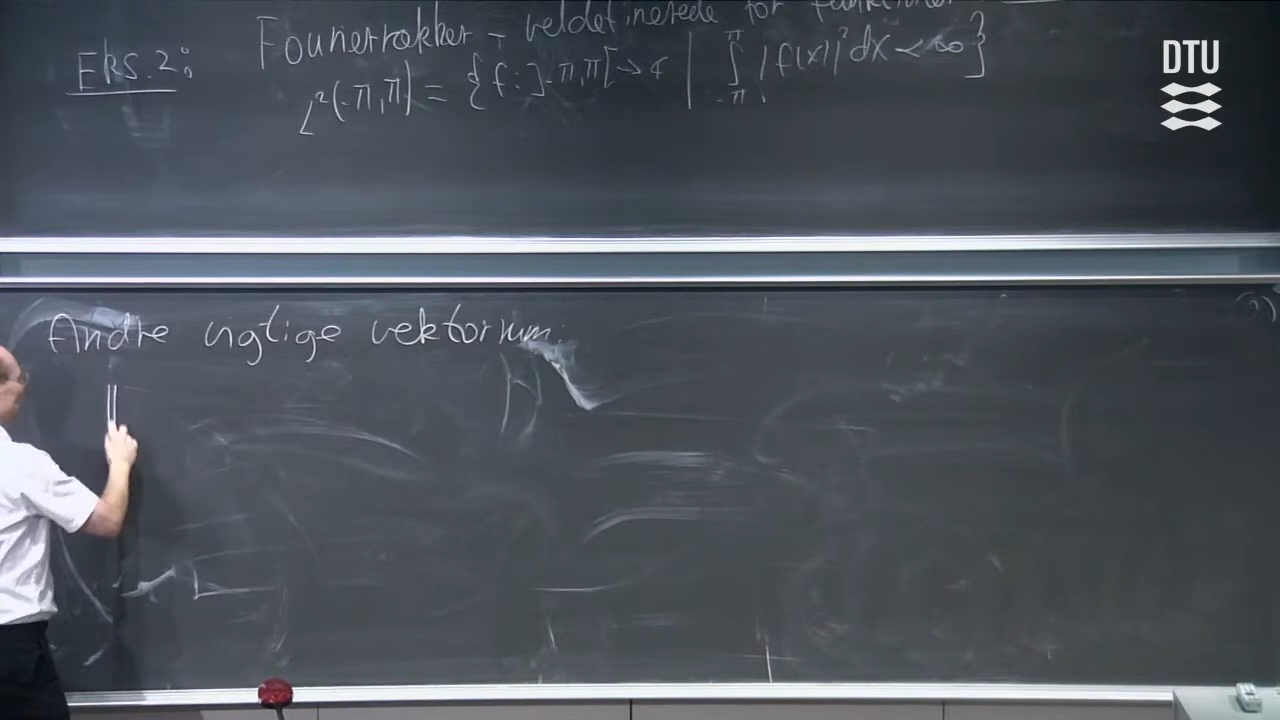 Eks. 2: Fourierrækker - veldefinerede for funktioner
L²(-π,π) = {f: ]-π,π[ → ℂ | ∫_{-π}^{π} |f(x)|² dx < ∞}
DTU
Andre vigtige vektorrum: